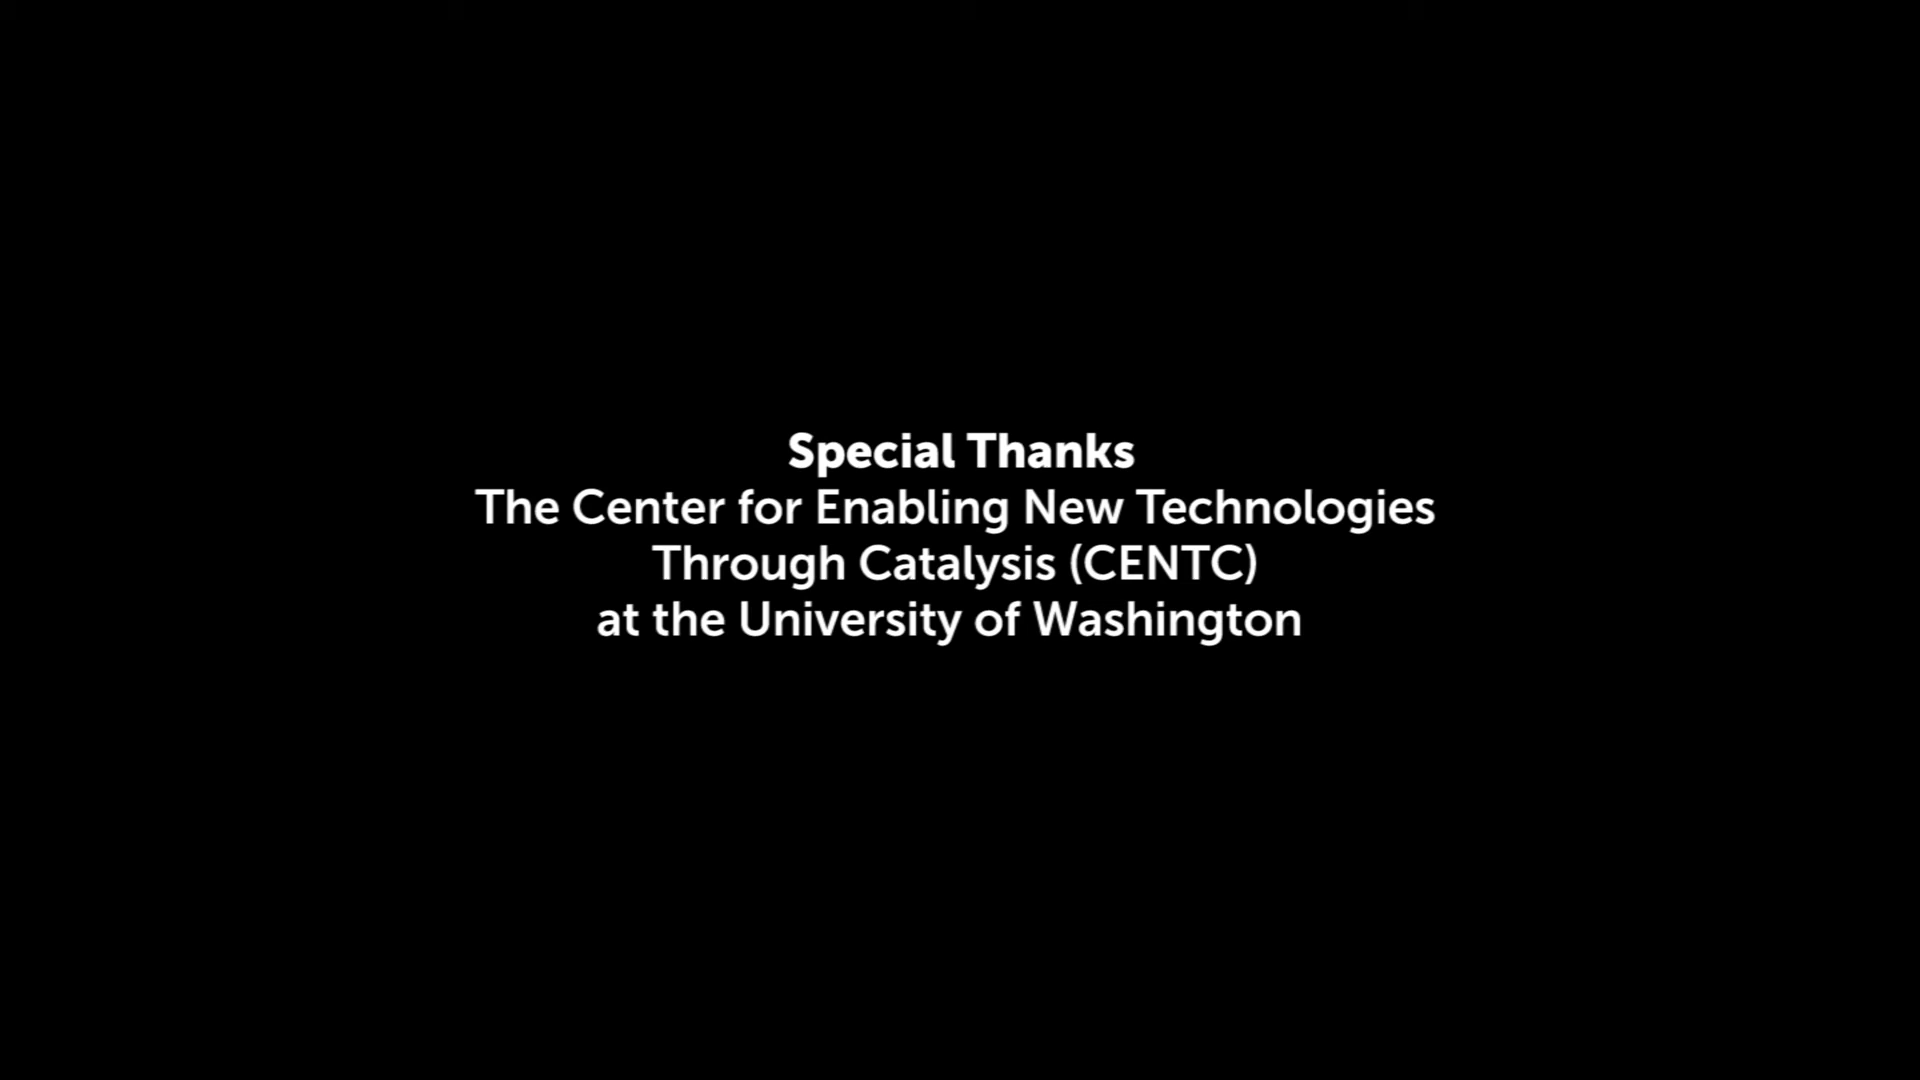 Special Thanks
The Center for Enabling New Technologies
Through Catalysis (CENTC)
at the University of Washington